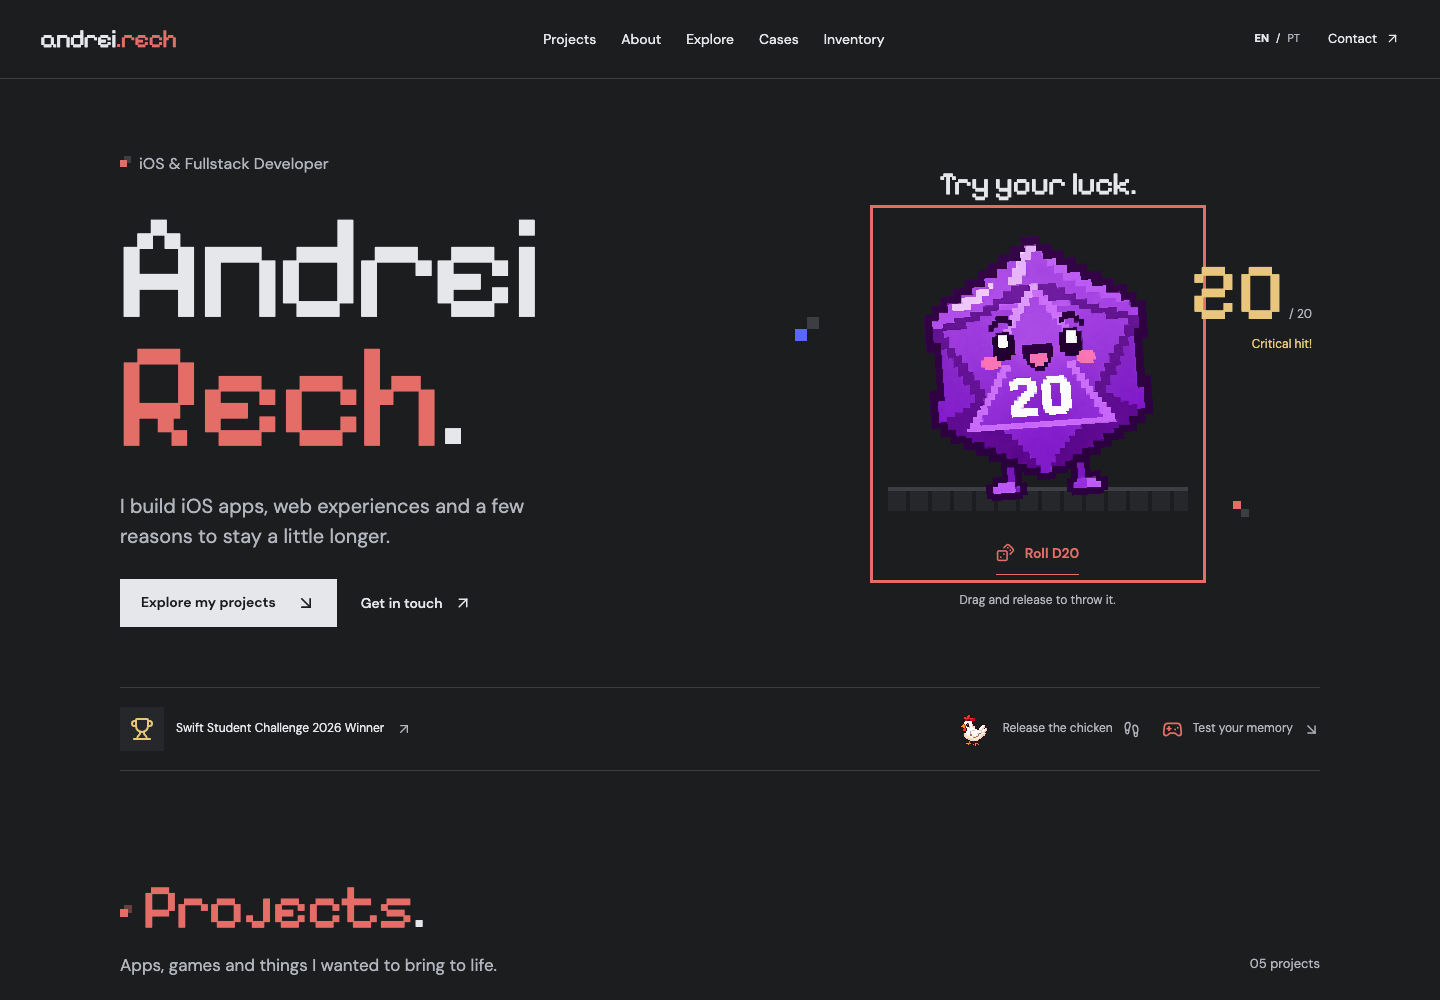 andrei.rech
Projects
About
Explore
Cases
Inventory
EN / PT
Contact
iOS & Fullstack Developer
Andrei
Rech.
I build iOS apps, web experiences and a few
reasons to stay a little longer.
Explore my projects
Get in touch
Try your luck.
20
20 / 20
Critical hit!
Roll D20
Drag and release to throw it.
Swift Student Challenge 2026 Winner
Release the chicken
Test your memory
Projects.
Apps, games and things I wanted to bring to life.
05 projects